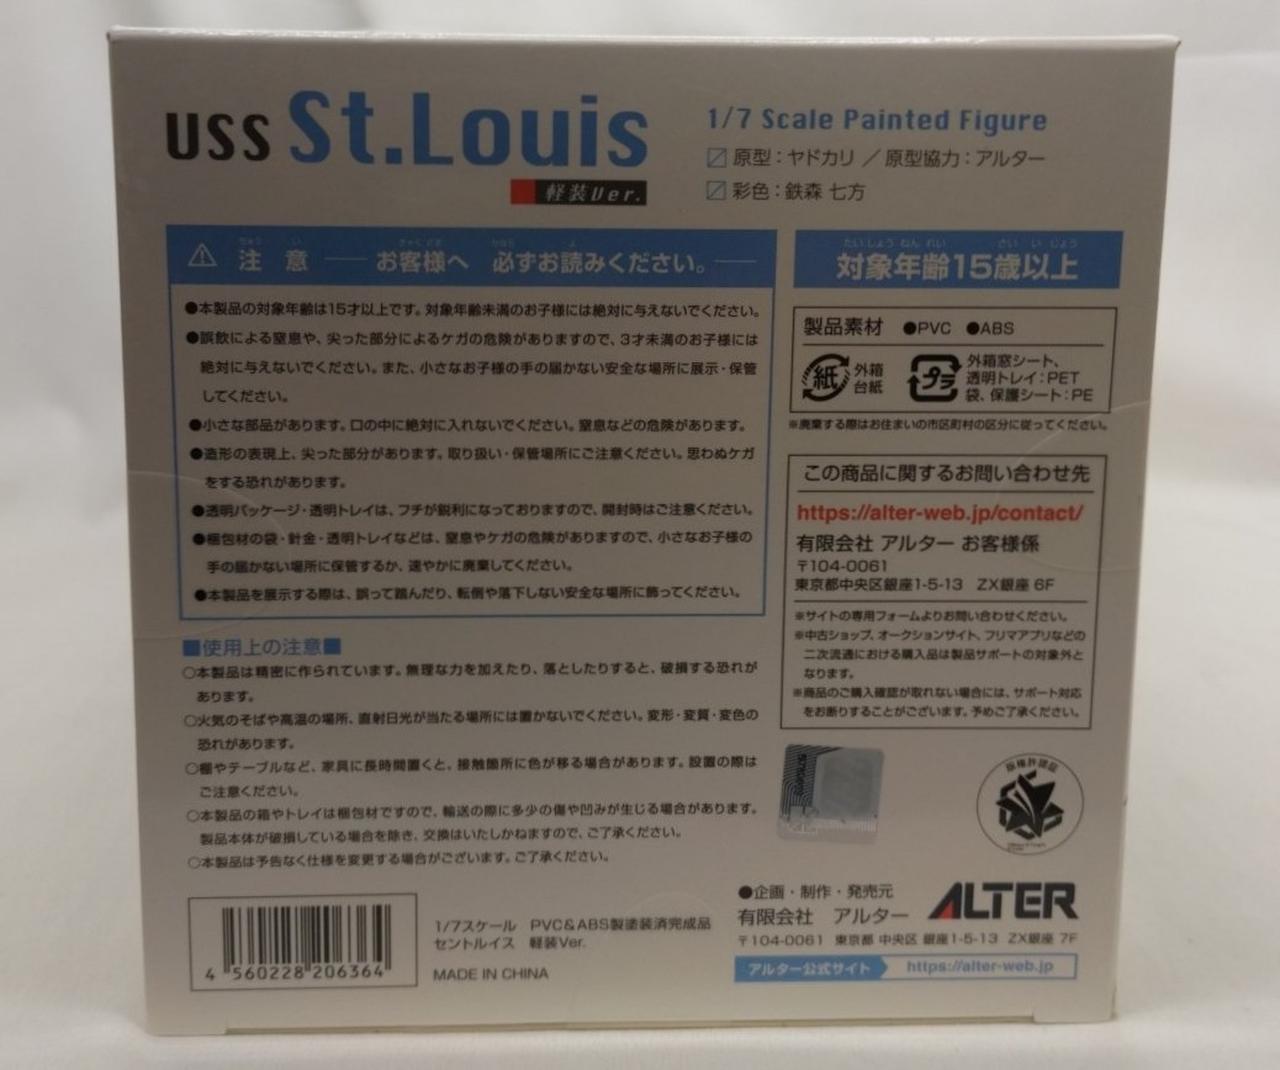 USS St.Louis
軽装Ver.
1/7 Scale Painted Figure
原型：ヤドカリ ／ 原型協力：アルター
彩色：鉄森 七方
ちゅう い きゃく さま かなら よ
注 意 お客様へ 必ずお読みください。
●本製品の対象年齢は15才以上です。対象年齢未満のお子様には絶対に与えないでください。
●誤飲による窒息や、尖った部分によるケガの危険がありますので、3才未満のお子様には
絶対に与えないでください。また、小さなお子様の手の届かない安全な場所に展示・保管
してください。
●小さな部品があります。口の中に絶対に入れないでください。窒息などの危険があります。
●造形の表現上、尖った部分があります。取り扱い・保管場所にご注意ください。思わぬケガ
をする恐れがあります。
●透明パッケージ・透明トレイは、フチが鋭利になっておりますので、開封時はご注意ください。
●梱包材の袋・針金・透明トレイなどは、窒息やケガの危険がありますので、小さなお子様の
手の届かない場所に保管するか、速やかに廃棄してください。
●本製品を展示する際は、誤って踏んだり、転倒や落下しない安全な場所に飾ってください。
■使用上の注意■
○本製品は精密に作られています。無理な力を加えたり、落としたりすると、破損する恐れが
あります。
○火気のそばや高温の場所、直射日光が当たる場所には置かないでください。変形・変質・変色の
恐れがあります。
○棚やテーブルなど、家具に長時間置くと、接触箇所に色が移る場合があります。設置の際は
ご注意ください。
○本製品の箱やトレイは梱包材ですので、輸送の際に多少の傷や凹みが生じる場合があります。
製品本体が破損している場合を除き、交換はいたしかねますので、ご了承ください。
○本製品は予告なく仕様を変更する場合がございます。ご了承ください。
たいしょう ねん れい さい い じょう
対象年齢15歳以上
製品素材 ●PVC ●ABS
紙 外箱
台紙
プラ 外箱窓シート、
透明トレイ：PET
袋、保護シート：PE
※廃棄する際はお住まいの市区町村の区分に従ってください。
この商品に関するお問い合わせ先
https://alter-web.jp/contact/
有限会社 アルター お客様係
〒104-0061
東京都中央区銀座1-5-13 ZX銀座 6F
※サイトの専用フォームよりお問い合わせください。
※中古ショップ、オークションサイト、フリマアプリなどの
二次流通における購入品は製品サポートの対象外と
なります。
※商品のご購入確認が取れない場合には、サポート対応
をお断りすることがございます。予めご了承ください。
版権許諾証
4 560228 206364
1/7スケール PVC&ABS製塗装済完成品
セントルイス 軽装Ver.
MADE IN CHINA
●企画・制作・発売元
有限会社 アルター
ALTER
〒104-0061 東京都 中央区 銀座1-5-13 ZX銀座 7F
アルター公式サイト https://alter-web.jp